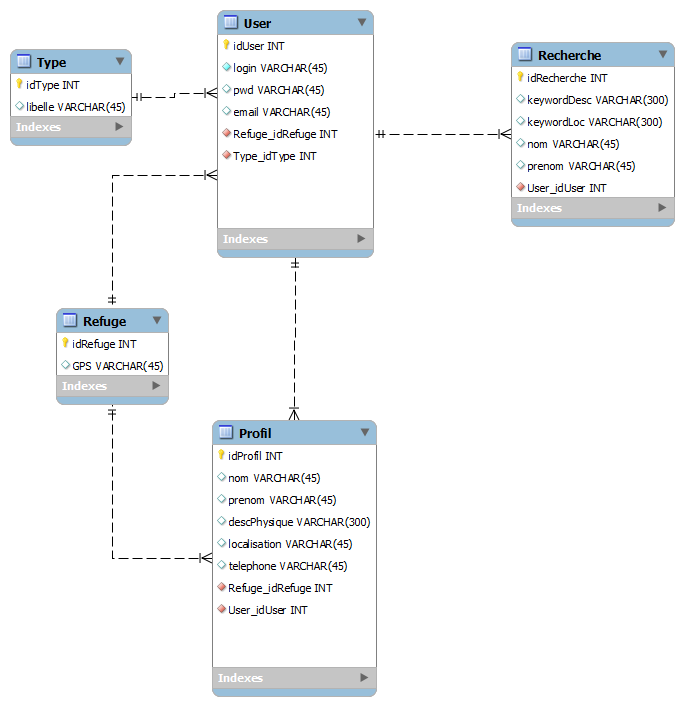 Type
idType INT
libelle VARCHAR(45)
Indexes
User
idUser INT
login VARCHAR(45)
pwd VARCHAR(45)
email VARCHAR(45)
Refuge_idRefuge INT
Type_idType INT
Indexes
Recherche
idRecherche INT
keywordDesc VARCHAR(300)
keywordLoc VARCHAR(300)
nom VARCHAR(45)
prenom VARCHAR(45)
User_idUser INT
Indexes
Refuge
idRefuge INT
GPS VARCHAR(45)
Indexes
Profil
idProfil INT
nom VARCHAR(45)
prenom VARCHAR(45)
descPhysique VARCHAR(300)
localisation VARCHAR(45)
telephone VARCHAR(45)
Refuge_idRefuge INT
User_idUser INT
Indexes